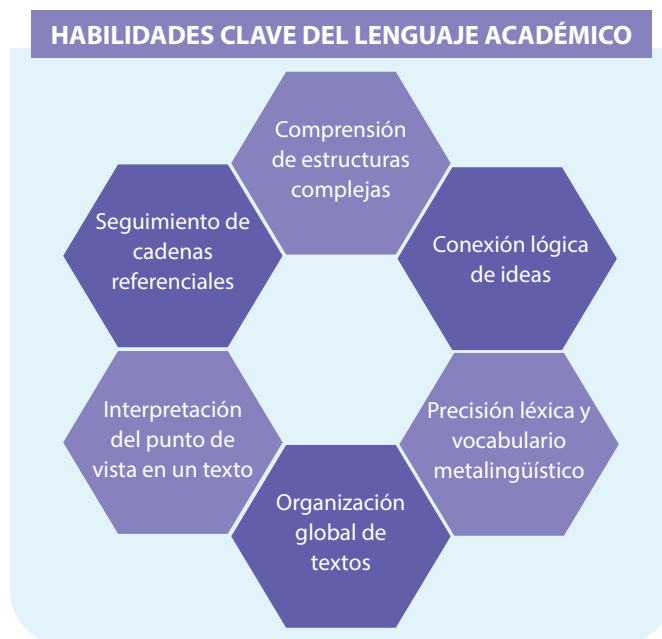 HABILIDADES CLAVE DEL LENGUAJE ACADÉMICO
Comprensión
de estructuras
complejas
Conexión lógica
de ideas
Precisión léxica y
vocabulario
metalingüístico
Organización
global de
textos
Interpretación
del punto de
vista en un texto
Seguimiento de
cadenas
referenciales